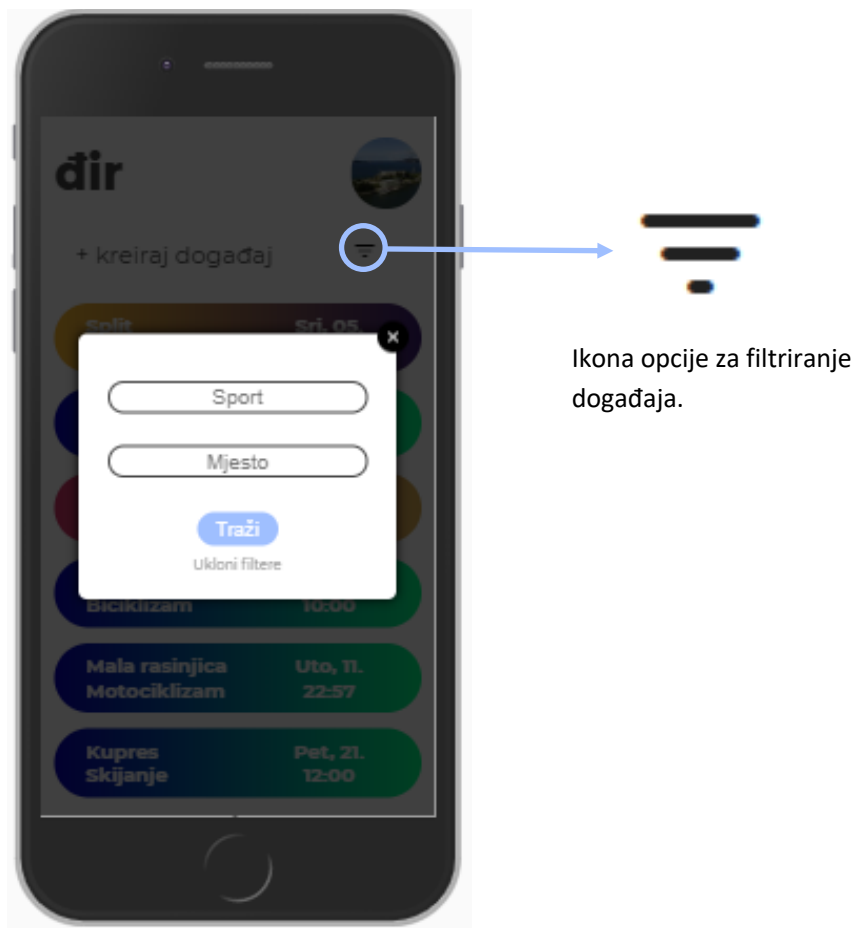 đir
+ kreiraj događaj
Split Sri, 05.
Sport
Mjesto
Traži
Ukloni filtere
Biciklizam 10:00
Mala rasinjica Uto, 11.
Motociklizam 22:57
Kupres Pet, 21.
Skijanje 12:00
Ikona opcije za filtriranje
događaja.